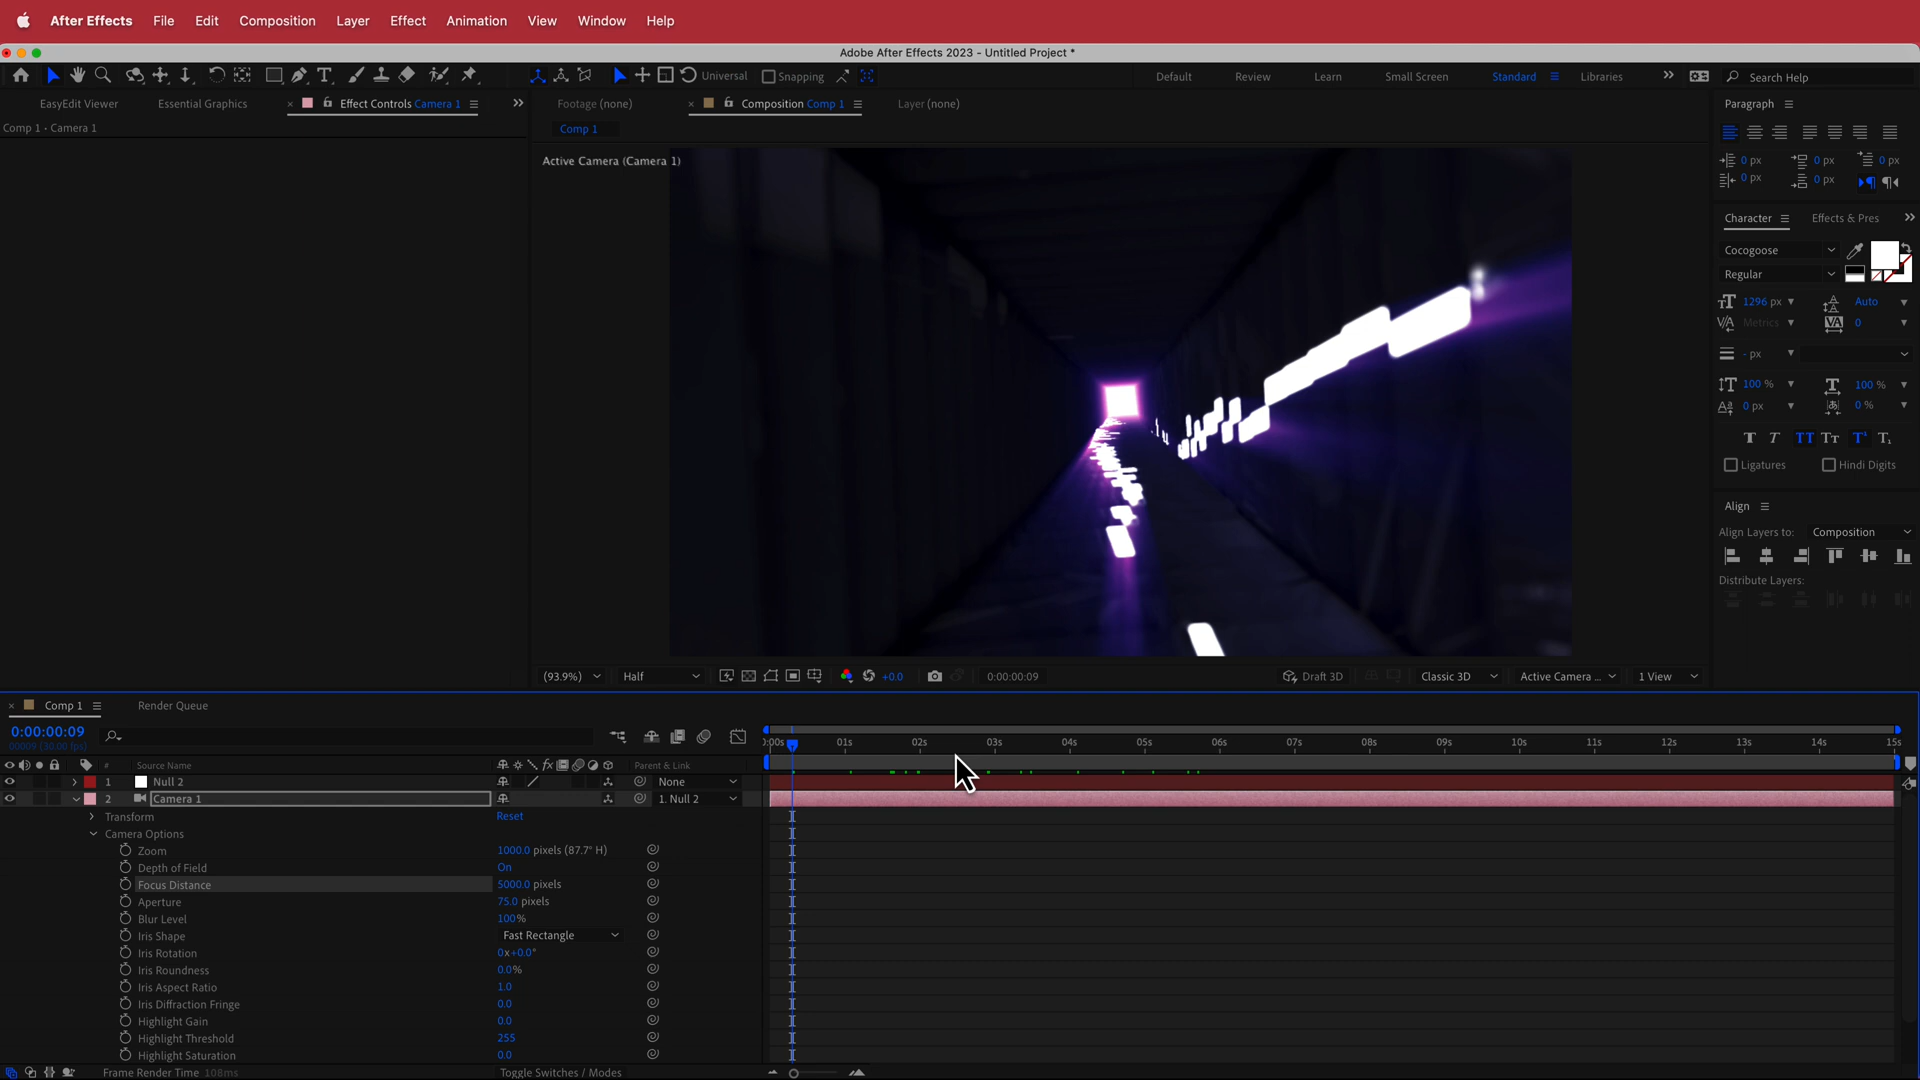 After Effects File Edit Composition Layer Effect Animation View Window Help
Adobe After Effects 2023 - Untitled Project *
Universal Snapping Default Review Learn Small Screen Standard Libraries Search Help
EasyEdit Viewer Essential Graphics Effect Controls Camera 1 Footage (none) Composition Comp 1 Layer (none) Paragraph
Comp 1 • Camera 1 Comp 1
Active Camera (Camera 1)
0 px 0 px 0 px
0 px 0 px
Character Effects & Pres
Cocogoose
Regular
1296 px Auto
Metrics 0
- px
100 % 100 %
0 px 0 %
Ligatures Hindi Digits
Align
Align Layers to: Composition
Distribute Layers:
(93.9%) Half +0.0 0:00:00:09 Draft 3D Classic 3D Active Camera ... 1 View
Comp 1 Render Queue
0:00:00:09
00009 (30.00 fps)
:00s 01s 02s 03s 04s 05s 06s 07s 08s 09s 10s 11s 12s 13s 14s 15s
# Source Name Parent & Link
1 Null 2 None
2 Camera 1 1. Null 2
Transform Reset
Camera Options
Zoom 1000.0 pixels (87.7° H)
Depth of Field On
Focus Distance 5000.0 pixels
Aperture 75.0 pixels
Blur Level 100%
Iris Shape Fast Rectangle
Iris Rotation 0x+0.0°
Iris Roundness 0.0%
Iris Aspect Ratio 1.0
Iris Diffraction Fringe 0.0
Highlight Gain 0.0
Highlight Threshold 255
Highlight Saturation 0.0
Frame Render Time 108ms Toggle Switches / Modes